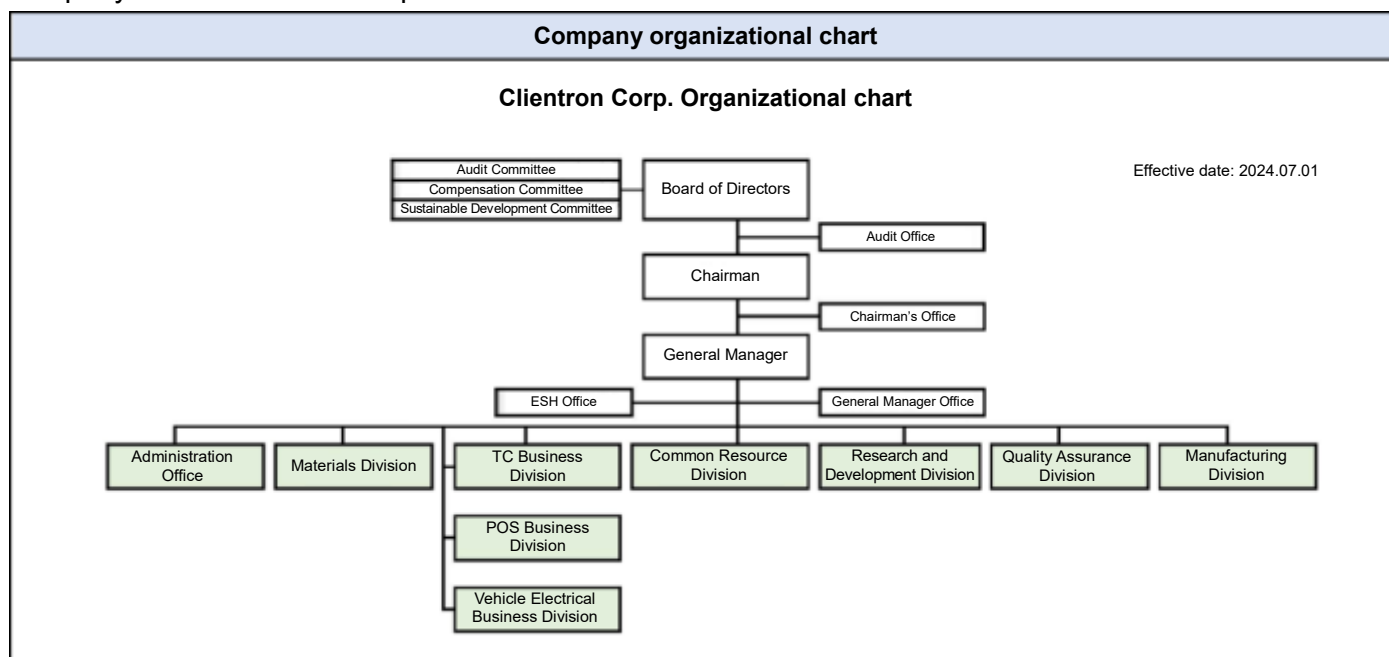 Company organizational chart
Clientron Corp. Organizational chart
Effective date: 2024.07.01
Audit Committee
Compensation Committee
Sustainable Development Committee
Board of Directors
Audit Office
Chairman
Chairman’s Office
General Manager
ESH Office
General Manager Office
Administration
Office
Materials Division
TC Business
Division
Common Resource
Division
Research and
Development Division
Quality Assurance
Division
Manufacturing
Division
POS Business
Division
Vehicle Electrical
Business Division